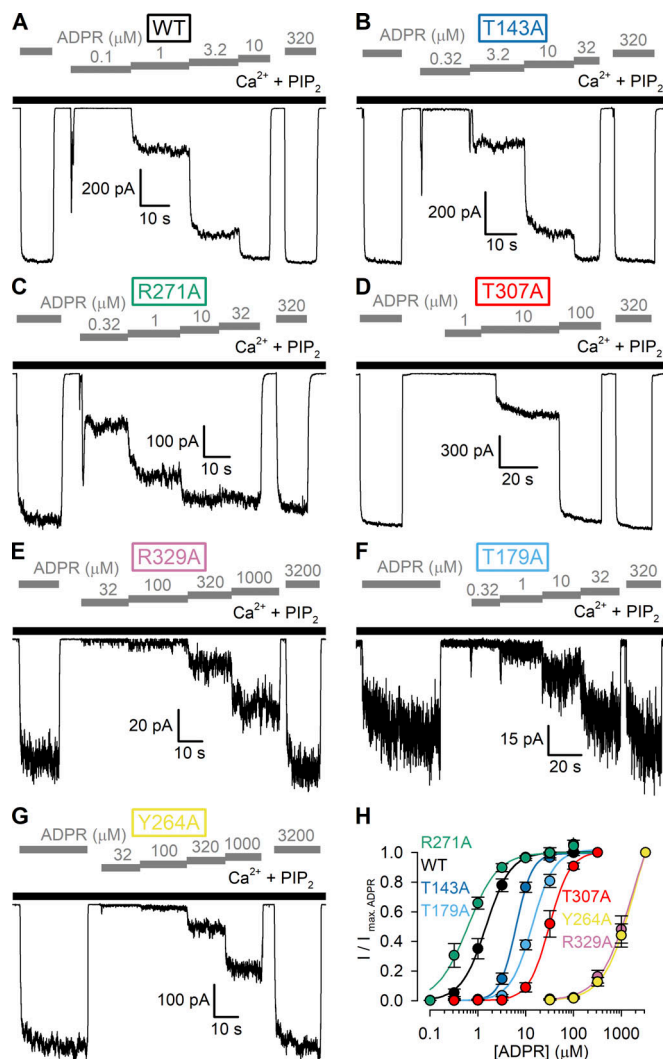 A
WT
ADPR (μM)
0.1
1
3.2
10
320
Ca²⁺ + PIP₂
200 pA
10 s
B
T143A
ADPR (μM)
0.32
3.2
10
32
320
Ca²⁺ + PIP₂
200 pA
10 s
C
R271A
ADPR (μM)
0.32
1
10
32
320
Ca²⁺ + PIP₂
100 pA
10 s
D
T307A
ADPR (μM)
1
10
100
320
Ca²⁺ + PIP₂
300 pA
20 s
E
R329A
ADPR (μM)
32
100
320
1000
3200
Ca²⁺ + PIP₂
20 pA
10 s
F
T179A
ADPR (μM)
0.32
1
10
32
320
Ca²⁺ + PIP₂
15 pA
20 s
G
Y264A
ADPR (μM)
32
100
320
1000
3200
Ca²⁺ + PIP₂
100 pA
10 s
H
R271A
WT
T143A
T179A
T307A
Y264A
R329A
I / I max, ADPR
1.0
0.8
0.6
0.4
0.2
0.0
0.1 1 10 100 1000
[ADPR] (μM)